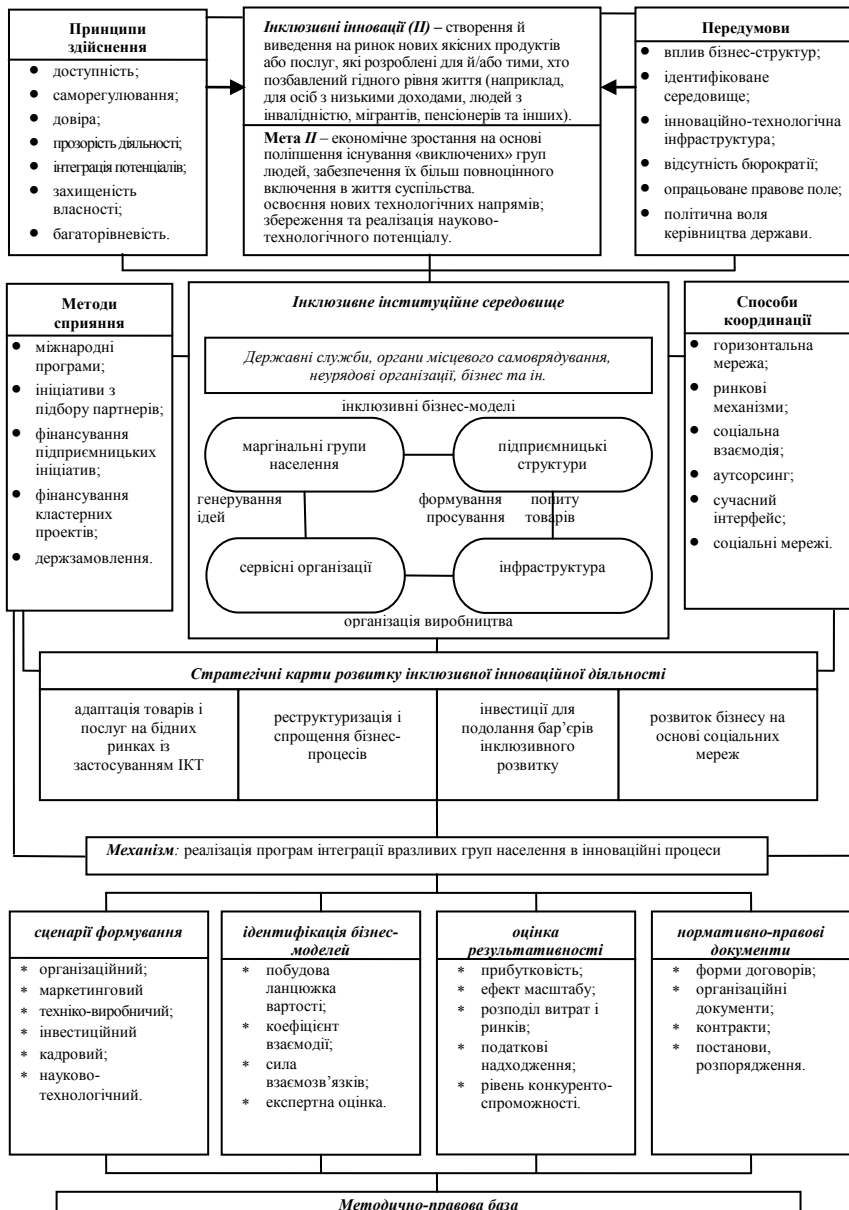 Принципи
здійснення
● доступність;
● саморегулювання;
● довіра;
● прозорість діяльності;
● інтеграція потенціалів;
● захищеність
власності;
● багаторівневість.
Інклюзивні інновації (ІІ) – створення й
виведення на ринок нових якісних продуктів
або послуг, які розроблені для й/або тими, хто
позбавлений гідного рівня життя (наприклад,
для осіб з низькими доходами, людей з
інвалідністю, мігрантів, пенсіонерів та інших).
Мета ІІ – економічне зростання на основі
поліпшення існування «виключених» груп
людей, забезпечення їх більш повноцінного
включення в життя суспільства.
освоєння нових технологічних напрямів;
збереження та реалізація науково-
технологічного потенціалу.
Передумови
● вплив бізнес-структур;
● ідентифіковане
середовище;
● інноваційно-технологічна
інфраструктура;
● відсутність бюрократії;
● опрацьоване правове поле;
● політична воля
керівництва держави.
Методи
сприяння
● міжнародні
програми;
● ініціативи з
підбору партнерів;
● фінансування
підприємницьких
ініціатив;
● фінансування
кластерних
проектів;
● держзамовлення.
Інклюзивне інституційне середовище
Державні служби, органи місцевого самоврядування,
неурядові організації, бізнес та ін.
інклюзивні бізнес-моделі
маргінальні групи
населення
підприємницькі
структури
генерування
ідей
формування попиту
просування товарів
сервісні організації
інфраструктура
організація виробництва
Способи
координації
● горизонтальна
мережа;
● ринкові
механізми;
● соціальна
взаємодія;
● аутсорсинг;
● сучасний
інтерфейс;
● соціальні мережі.
Стратегічні карти розвитку інклюзивної інноваційної діяльності
адаптація товарів і
послуг на бідних
ринках із
застосуванням ІКТ
реструктуризація і
спрощення бізнес-
процесів
інвестиції для
подолання бар’єрів
інклюзивного
розвитку
розвиток бізнесу на
основі соціальних
мереж
Механізм: реалізація програм інтеграції вразливих груп населення в інноваційні процеси
сценарії формування
* організаційний;
* маркетинговий
* техніко-виробничий;
* інвестиційний
* кадровий;
* науково-
технологічний.
ідентифікація бізнес-
моделей
* побудова
ланцюжка
вартості;
* коефіцієнт
взаємодії;
* сила
взаємозв’язків;
* експертна оцінка.
оцінка
результативності
* прибутковість;
* ефект масштабу;
* розподіл витрат і
ринків;
* податкові
надходження;
* рівень конкуренто-
спроможності.
нормативно-правові
документи
* форми договорів;
* організаційні
документи;
* контракти;
* постанови,
розпорядження.
Методично-правова база